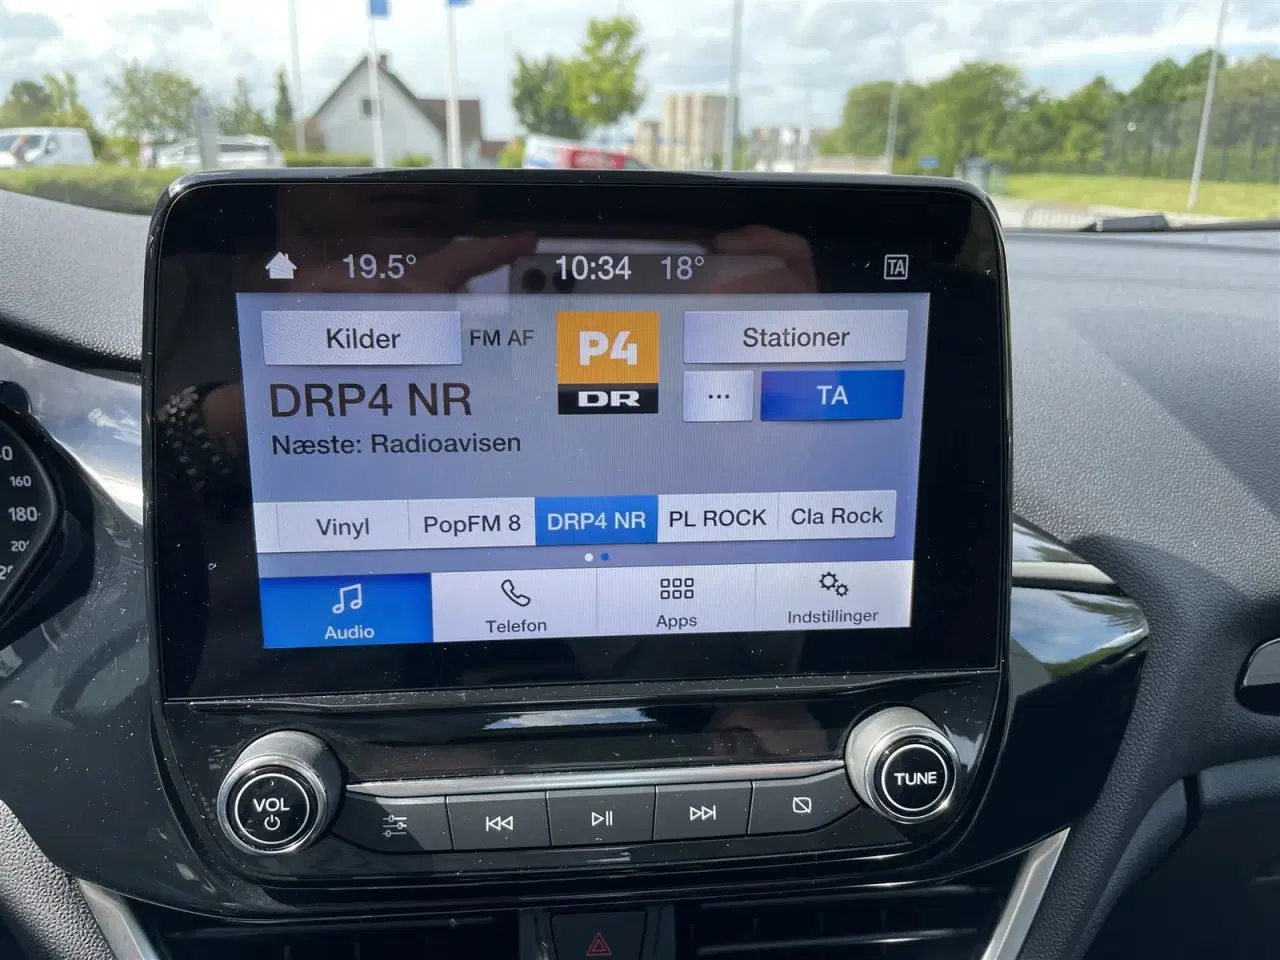 19.5° 10:34 18° TA
Kilder FM AF P4 Stationer
DR ... TA
DRP4 NR
Næste: Radioavisen
Vinyl PopFM 8 DRP4 NR PL ROCK Cla Rock
Audio Telefon Apps Indstillinger
VOL TUNE
160
180